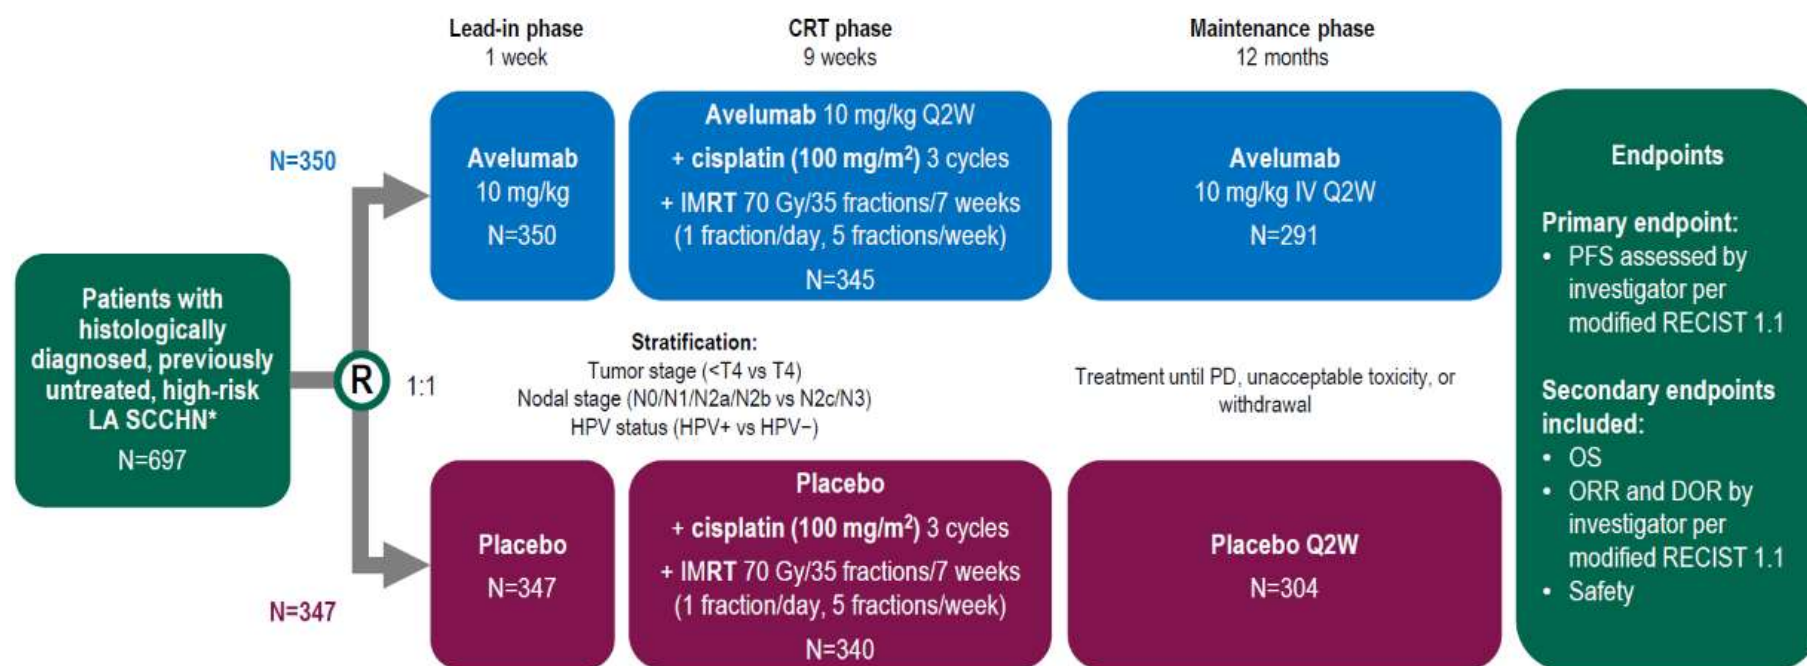 Lead-in phase
1 week
CRT phase
9 weeks
Maintenance phase
12 months
Patients with
histologically
diagnosed, previously
untreated, high-risk
LA SCCHN*
N=697
R
1:1
N=350
Avelumab
10 mg/kg
N=350
Avelumab 10 mg/kg Q2W
+ cisplatin (100 mg/m²) 3 cycles
+ IMRT 70 Gy/35 fractions/7 weeks
(1 fraction/day, 5 fractions/week)
N=345
Avelumab
10 mg/kg IV Q2W
N=291
Stratification:
Tumor stage (<T4 vs T4)
Nodal stage (N0/N1/N2a/N2b vs N2c/N3)
HPV status (HPV+ vs HPV−)
Treatment until PD, unacceptable toxicity, or
withdrawal
N=347
Placebo
N=347
Placebo
+ cisplatin (100 mg/m²) 3 cycles
+ IMRT 70 Gy/35 fractions/7 weeks
(1 fraction/day, 5 fractions/week)
N=340
Placebo Q2W
N=304
Endpoints
Primary endpoint:
• PFS assessed by
investigator per
modified RECIST 1.1
Secondary endpoints
included:
• OS
• ORR and DOR by
investigator per
modified RECIST 1.1
• Safety